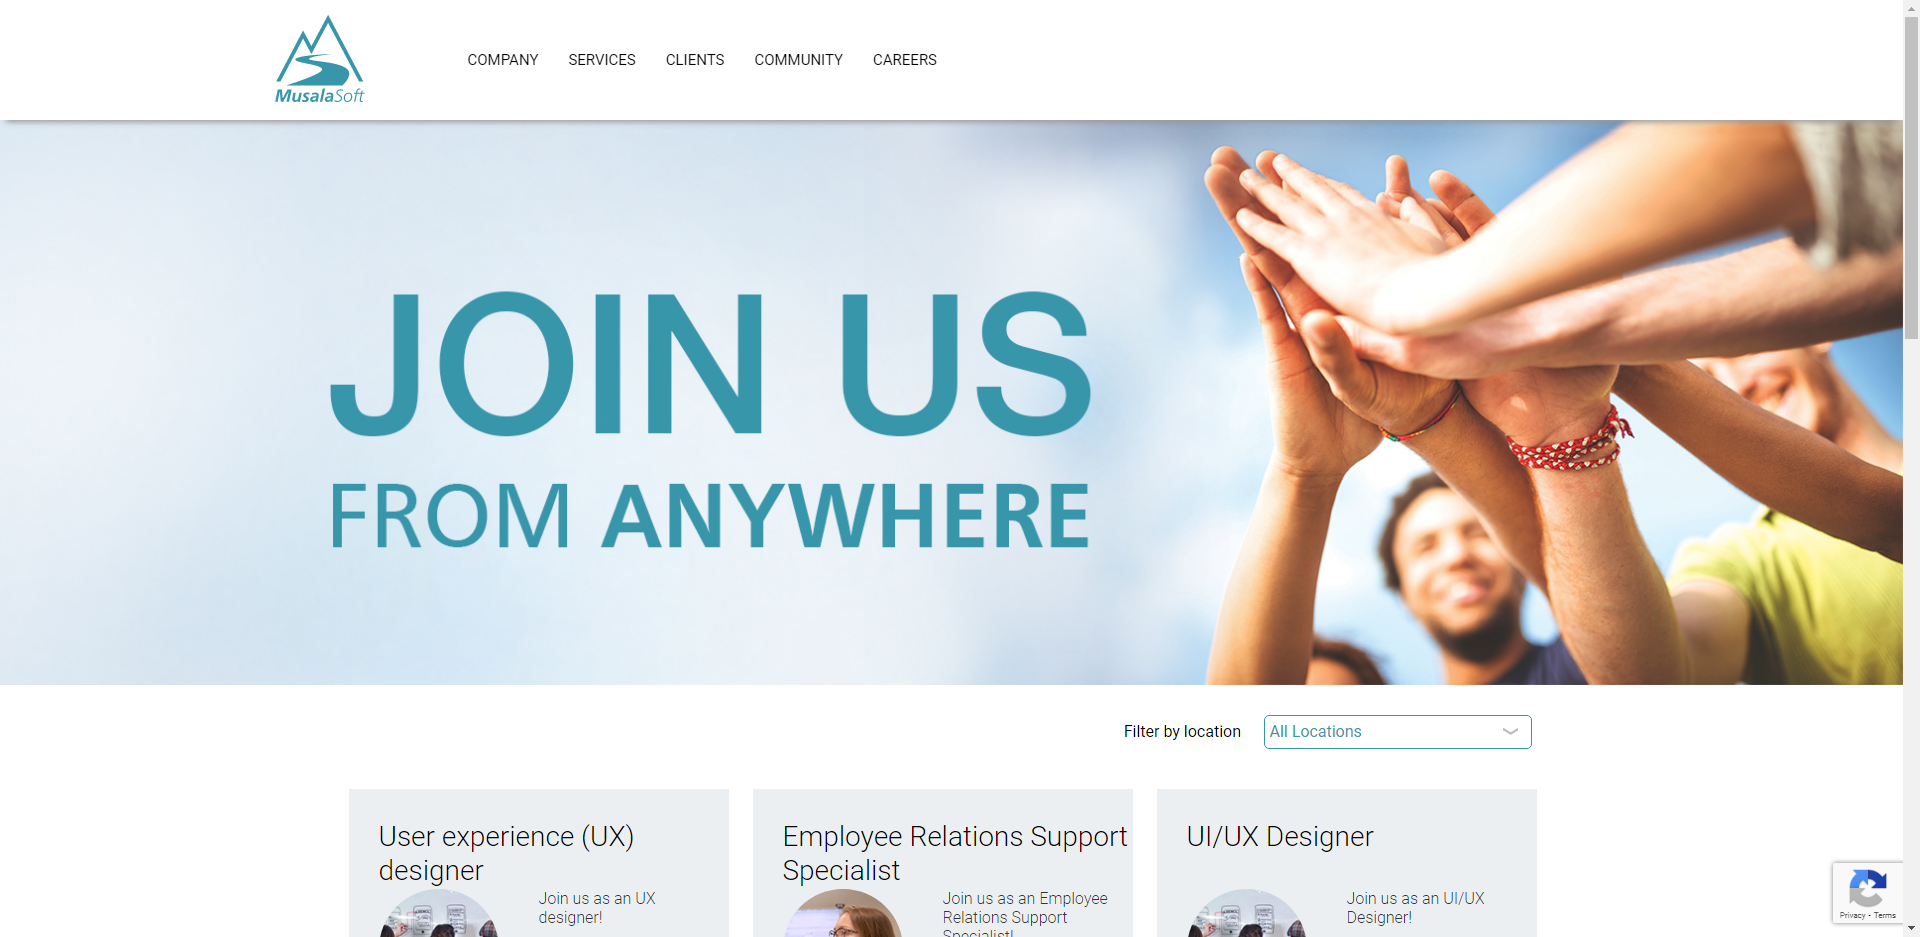 MusalaSoft
COMPANY SERVICES CLIENTS COMMUNITY CAREERS
JOIN US
FROM ANYWHERE
Filter by location All Locations
User experience (UX)
designer
Join us as an UX
designer!
Employee Relations Support
Specialist
Join us as an Employee
Relations Support
Specialist!
UI/UX Designer
Join us as an UI/UX
Designer!
Privacy - Terms